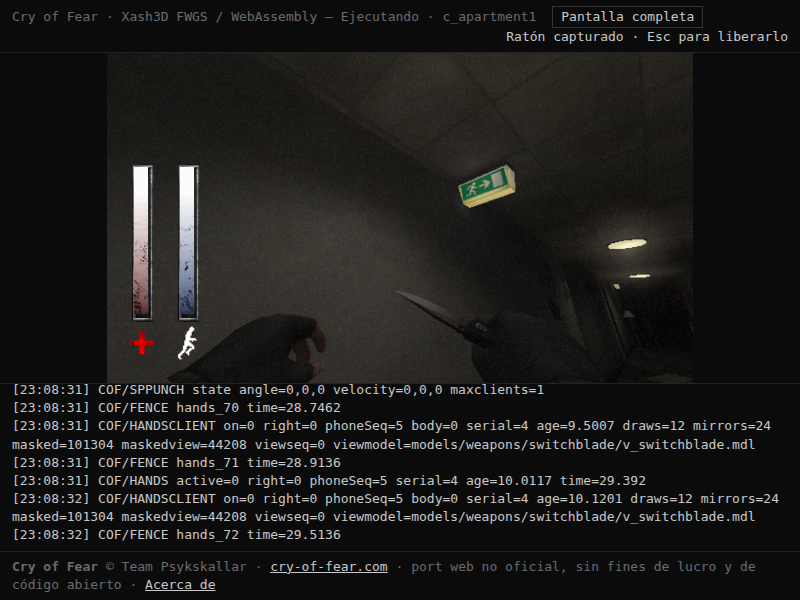 Cry of Fear · Xash3D FWGS / WebAssembly — Ejecutando · c_apartment1
Pantalla completa
Ratón capturado · Esc para liberarlo
[23:08:31] COF/SPPUNCH state angle=0,0,0 velocity=0,0,0 maxclients=1
[23:08:31] COF/FENCE hands_70 time=28.7462
[23:08:31] COF/HANDSCLIENT on=0 right=0 phoneSeq=5 body=0 serial=4 age=9.5007 draws=12 mirrors=24
masked=101304 maskedview=44208 viewseq=0 viewmodel=models/weapons/switchblade/v_switchblade.mdl
[23:08:31] COF/FENCE hands_71 time=28.9136
[23:08:31] COF/HANDS active=0 right=0 phoneSeq=5 serial=4 age=10.0117 time=29.392
[23:08:32] COF/HANDSCLIENT on=0 right=0 phoneSeq=5 body=0 serial=4 age=10.1201 draws=12 mirrors=24
masked=101304 maskedview=44208 viewseq=0 viewmodel=models/weapons/switchblade/v_switchblade.mdl
[23:08:32] COF/FENCE hands_72 time=29.5136
Cry of Fear © Team Psykskallar · cry-of-fear.com · port web no oficial, sin fines de lucro y de
código abierto · Acerca de